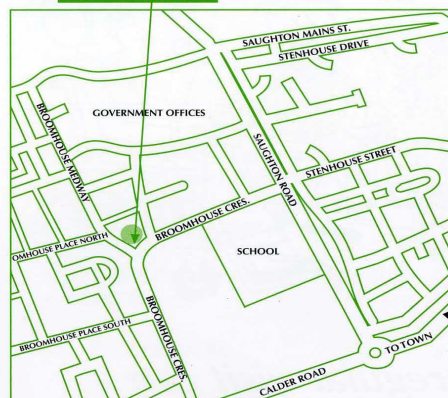 SAUGHTON MAINS ST.
STENHOUSE DRIVE
GOVERNMENT OFFICES
BROOMHOUSE MEDWAY
SAUGHTON ROAD
STENHOUSE STREET
BROOMHOUSE CRES.
OMHOUSE PLACE NORTH
SCHOOL
BROOMHOUSE CRES.
BROOMHOUSE PLACE SOUTH
TO TOWN
CALDER ROAD